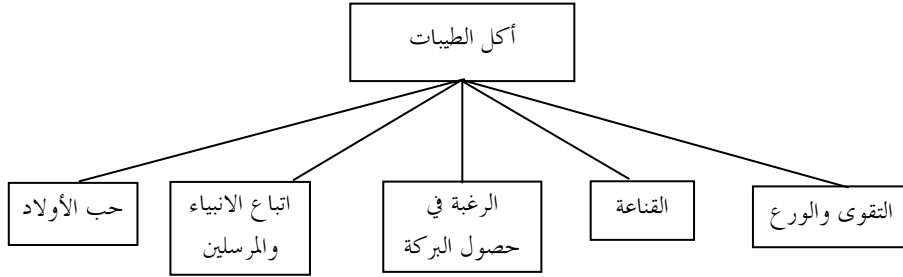 أكل الطيبات
التقوى والورع
القناعة
الرغبة في
حصول البركة
اتباع الانبياء
والمرسلين
حب الأولاد